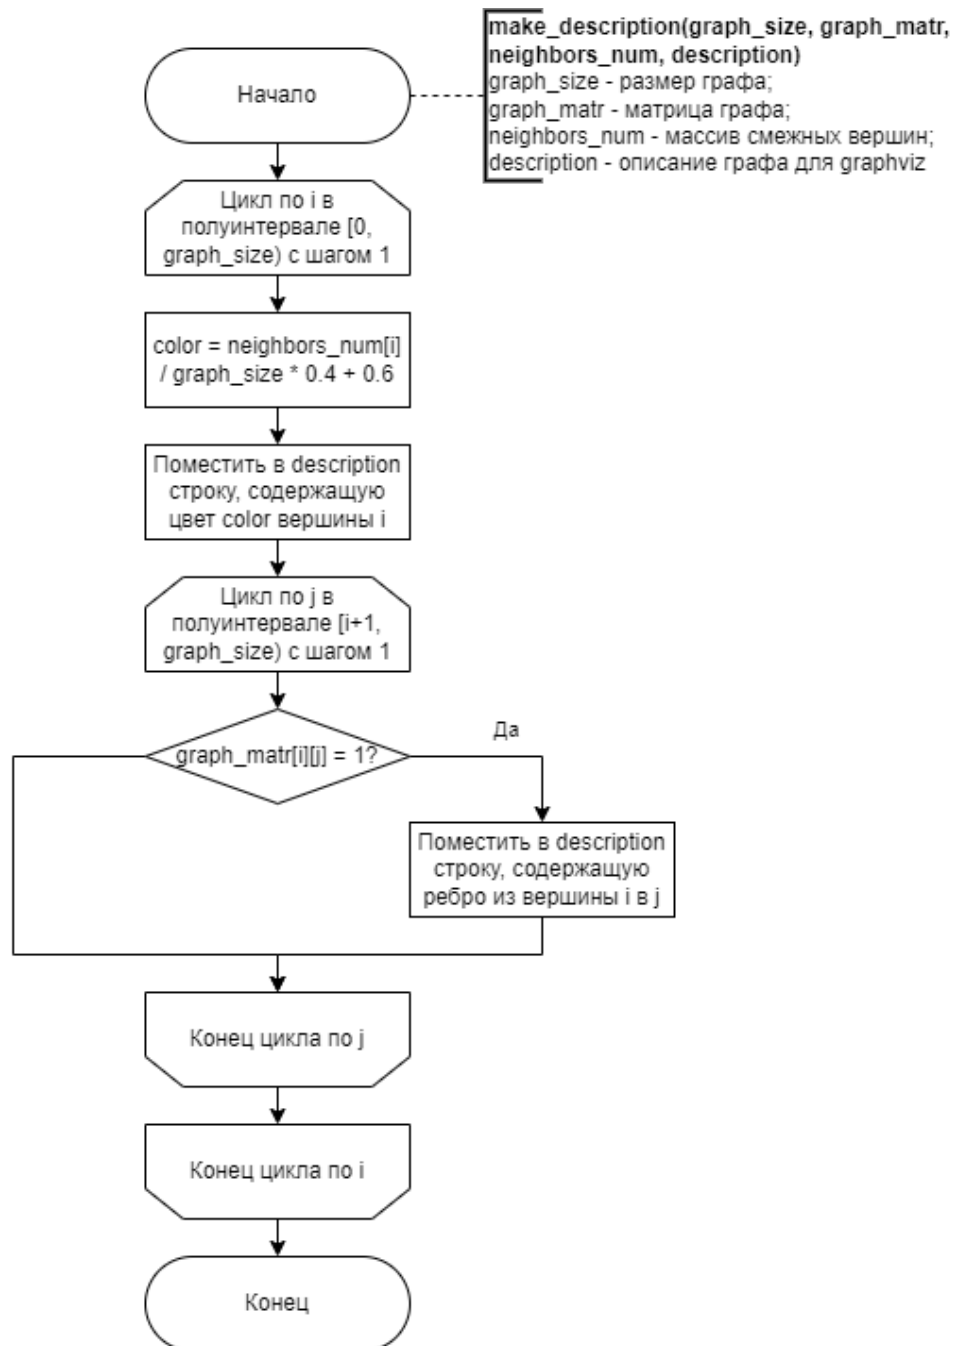 make_description(graph_size, graph_matr,
neighbors_num, description)
graph_size - размер графа;
graph_matr - матрица графа;
neighbors_num - массив смежных вершин;
description - описание графа для graphviz
Начало
Цикл по i в
полуинтервале [0,
graph_size) с шагом 1
color = neighbors_num[i]
/ graph_size * 0.4 + 0.6
Поместить в description
строку, содержащую
цвет color вершины i
Цикл по j в
полуинтервале [i+1,
graph_size) с шагом 1
graph_matr[i][j] = 1?
Да
Поместить в description
строку, содержащую
ребро из вершины i в j
Конец цикла по j
Конец цикла по i
Конец